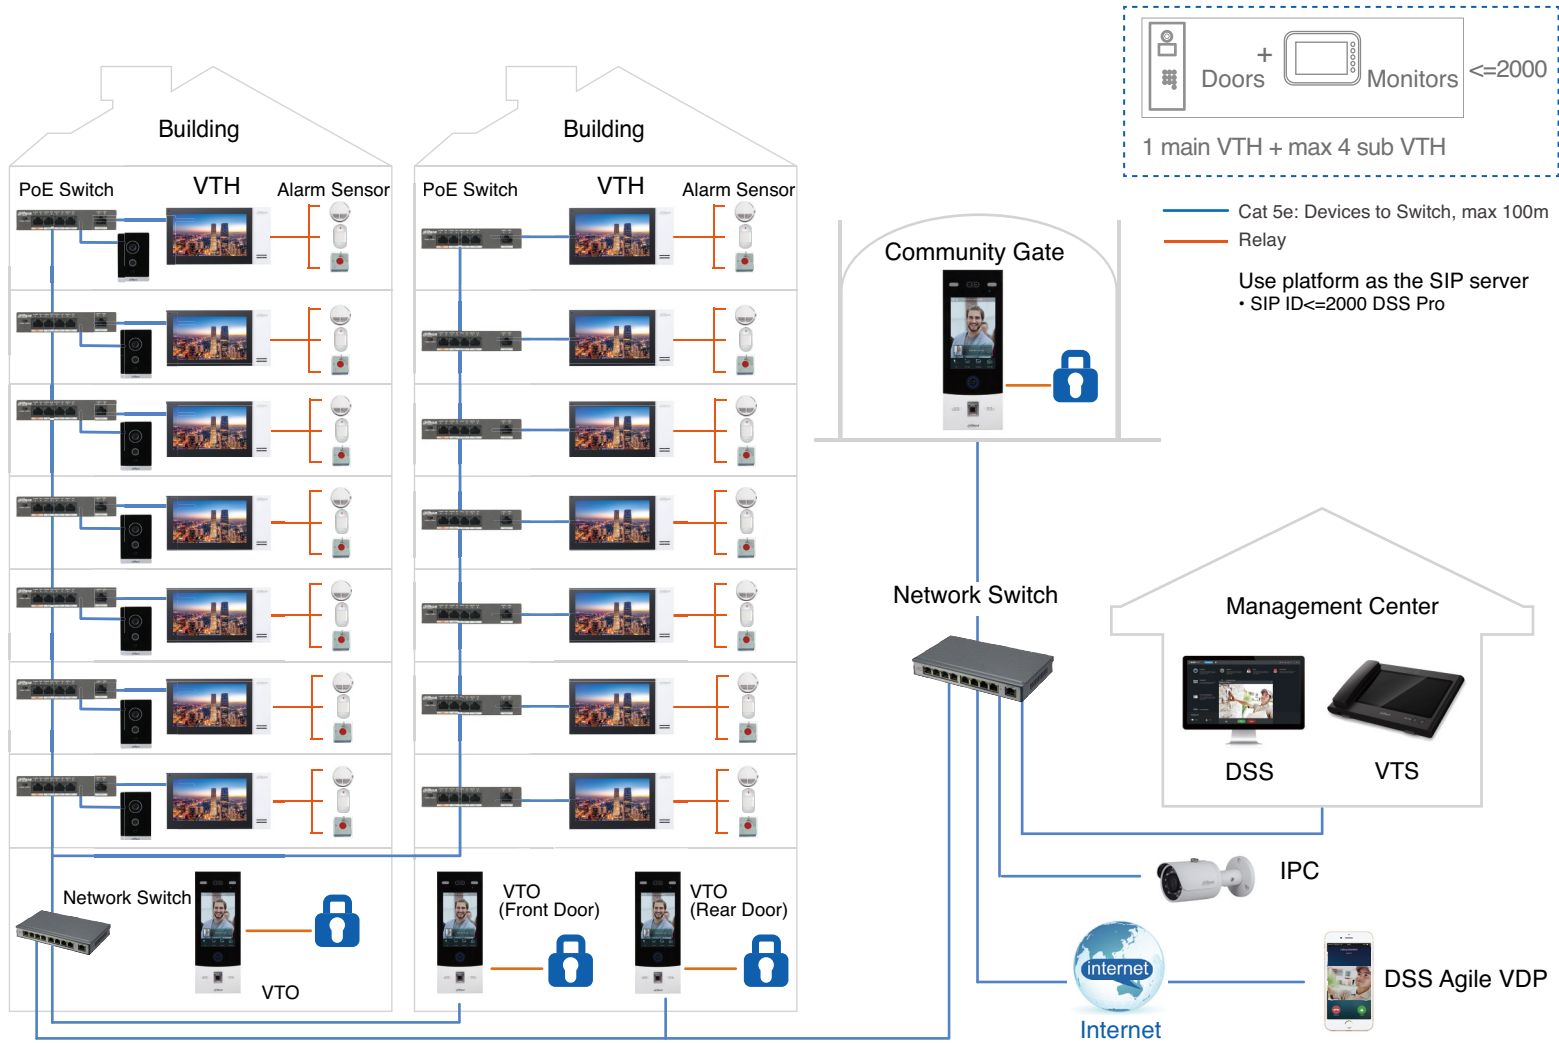 Doors
+
Monitors
<=2000
1 main VTH + max 4 sub VTH
Cat 5e: Devices to Switch, max 100m
Relay
Use platform as the SIP server
• SIP ID<=2000 DSS Pro
Building
PoE Switch
VTH
Alarm Sensor
Building
PoE Switch
VTH
Alarm Sensor
Community Gate
Network Switch
Management Center
DSS
VTS
IPC
internet
Internet
DSS Agile VDP
Network Switch
VTO
VTO
(Front Door)
VTO
(Rear Door)